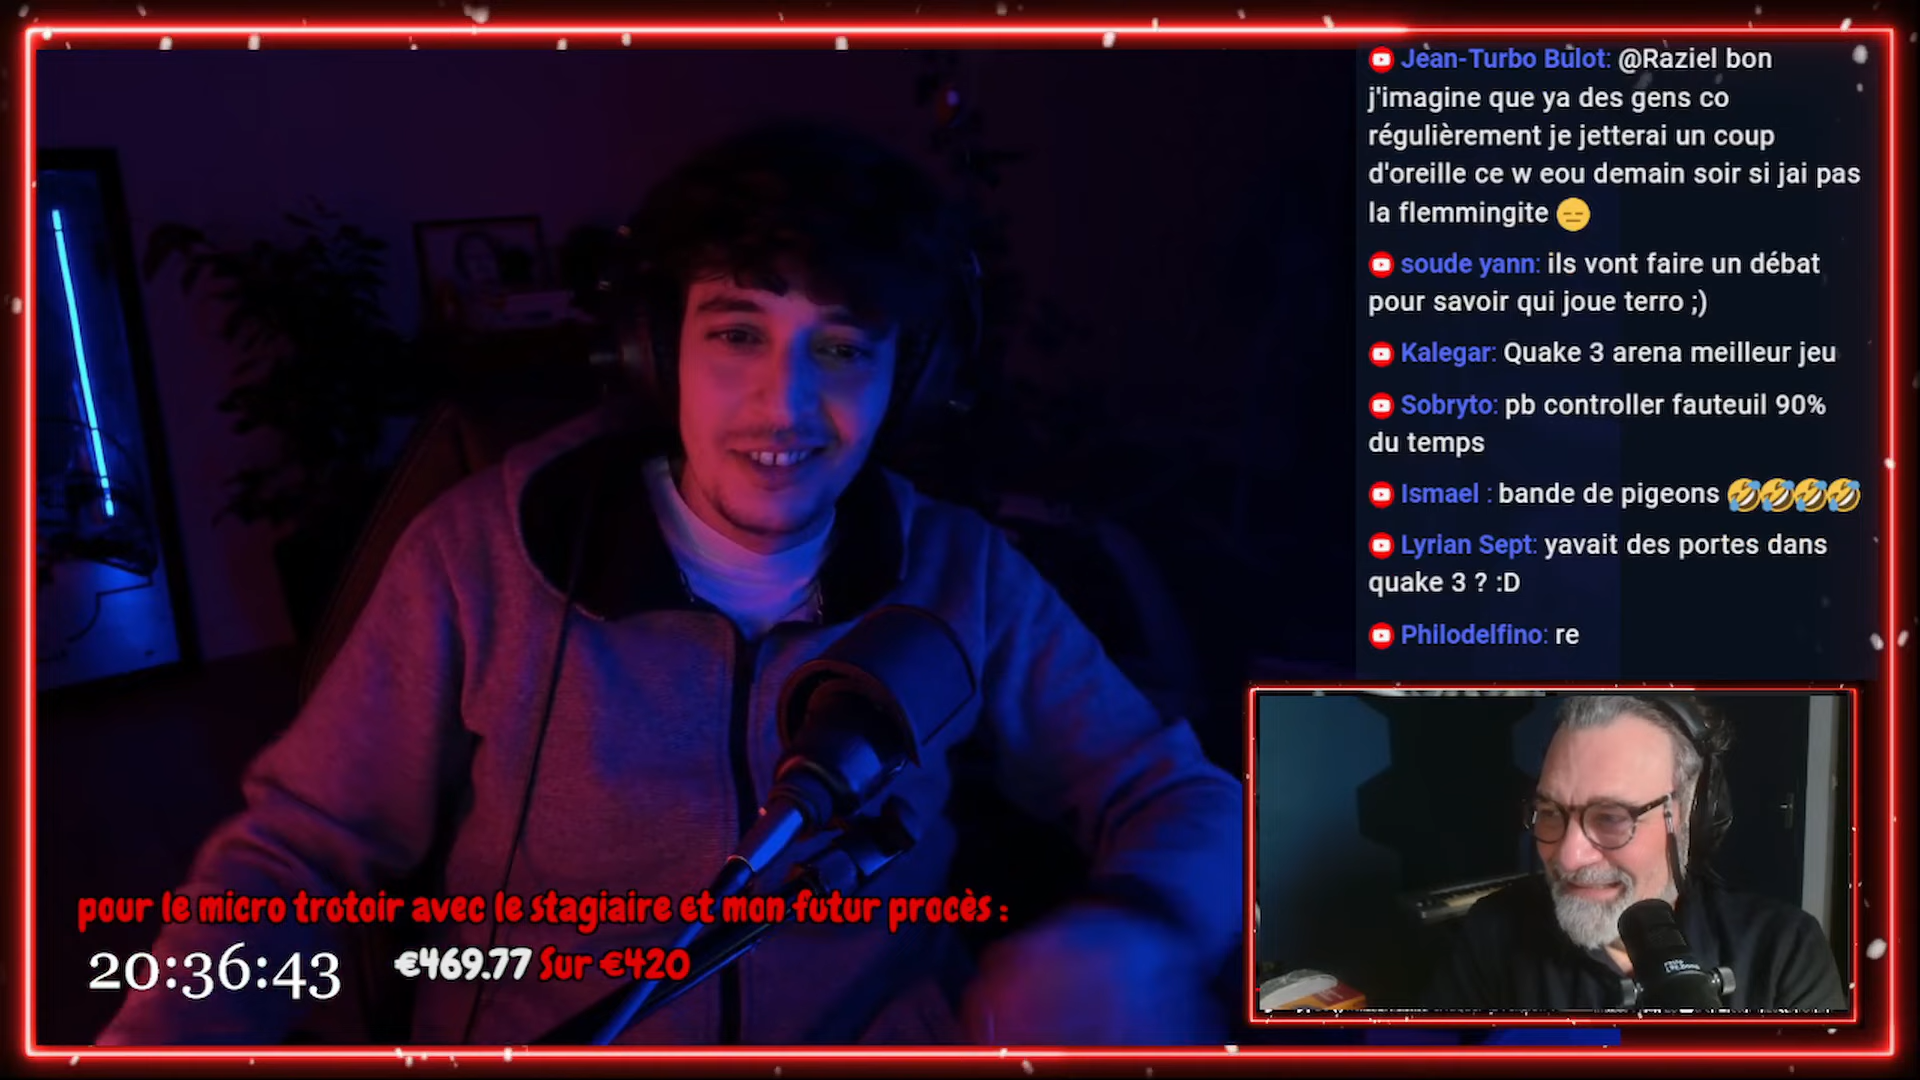 Jean-Turbo Bulot: @Raziel bon
j'imagine que ya des gens co
régulièrement je jetterai un coup
d'oreille ce w eou demain soir si jai pas
la flemmingite 😑
soude yann: ils vont faire un débat
pour savoir qui joue terro ;)
Kalegar: Quake 3 arena meilleur jeu
Sobryto: pb controller fauteuil 90%
du temps
Ismael : bande de pigeons 🤣🤣🤣🤣
Lyrian Sept: yavait des portes dans
quake 3 ? :D
Philodelfino: re
pour le micro trotoir avec le stagiaire et mon futur procès :
20:36:43 €469.77 Sur €420